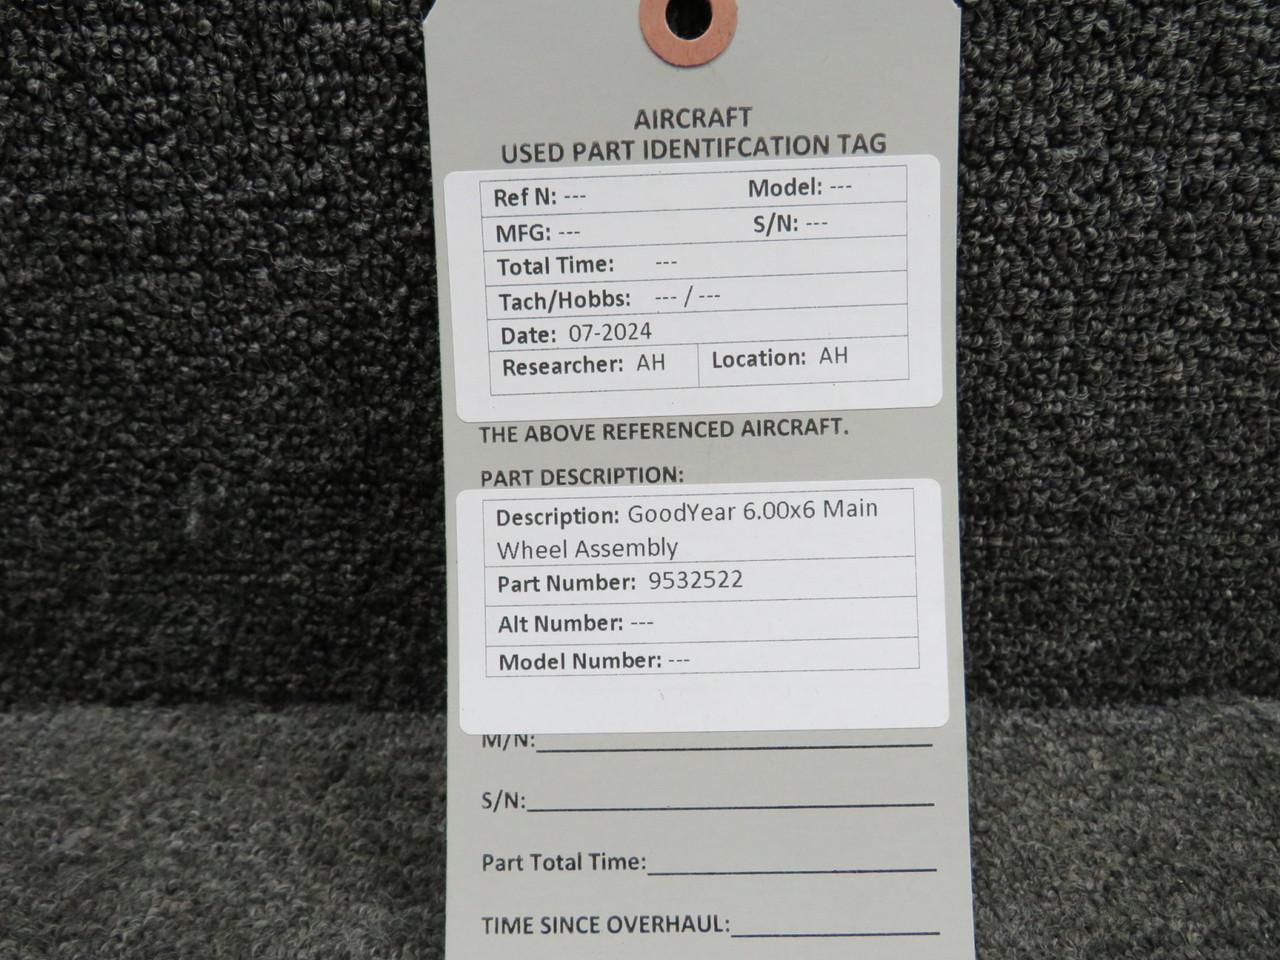 AIRCRAFT
USED PART IDENTIFCATION TAG
Ref N: --- Model: ---
MFG: --- S/N: ---
Total Time: ---
Tach/Hobbs: --- / ---
Date: 07-2024
Researcher: AH Location: AH
THE ABOVE REFERENCED AIRCRAFT.
PART DESCRIPTION:
Description: GoodYear 6.00x6 Main
Wheel Assembly
Part Number: 9532522
Alt Number: ---
Model Number: ---
M/N:
S/N:
Part Total Time:
TIME SINCE OVERHAUL: